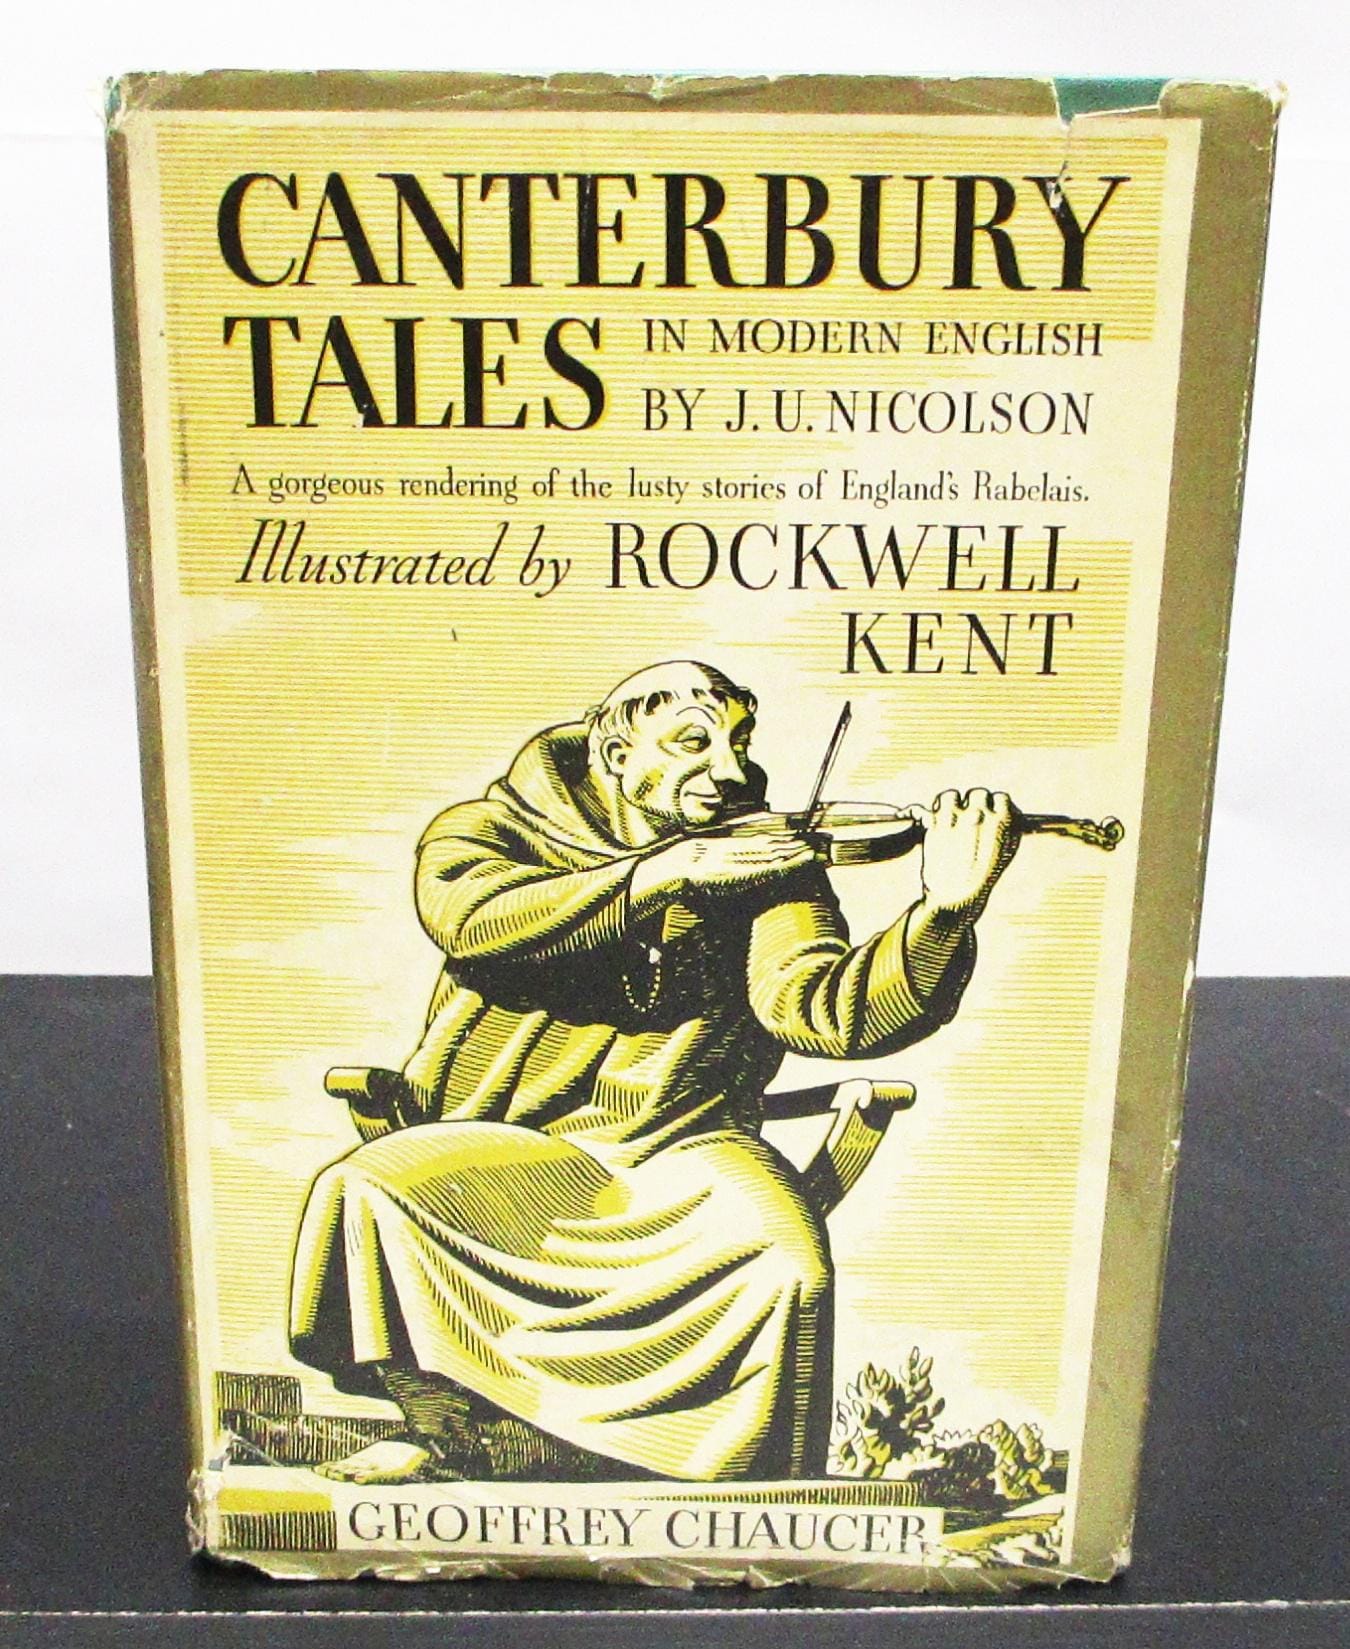 CANTERBURY
TALES IN MODERN ENGLISH
BY J. U. NICOLSON
A gorgeous rendering of the lusty stories of England's Rabelais.
Illustrated by ROCKWELL
KENT
GEOFFREY CHAUCER